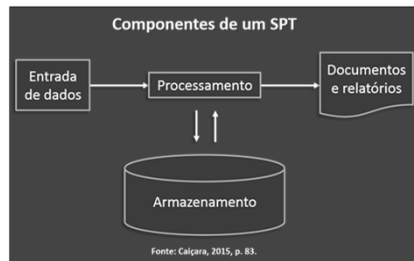 Componentes de um SPT
Entrada
de dados
Processamento
Documentos
e relatórios
Armazenamento
Fonte: Caiçara, 2015, p. 83.